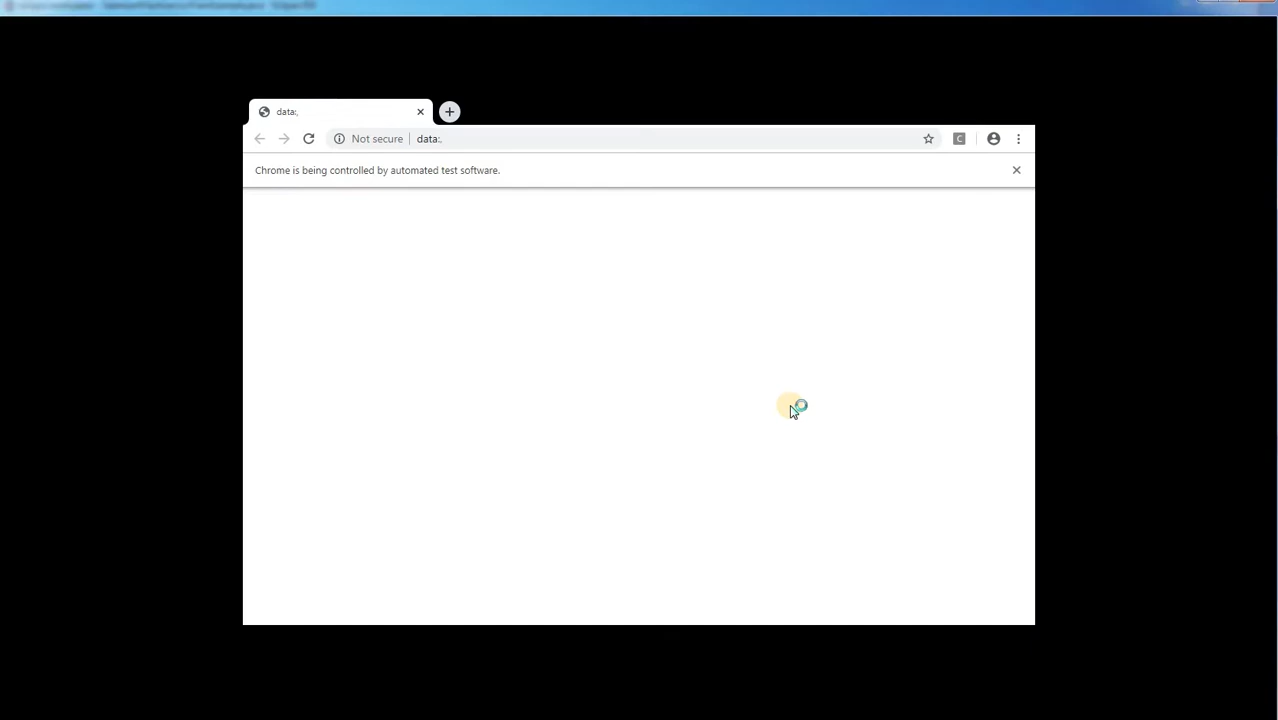 data:,
Not secure
data:,
C
Chrome is being controlled by automated test software.